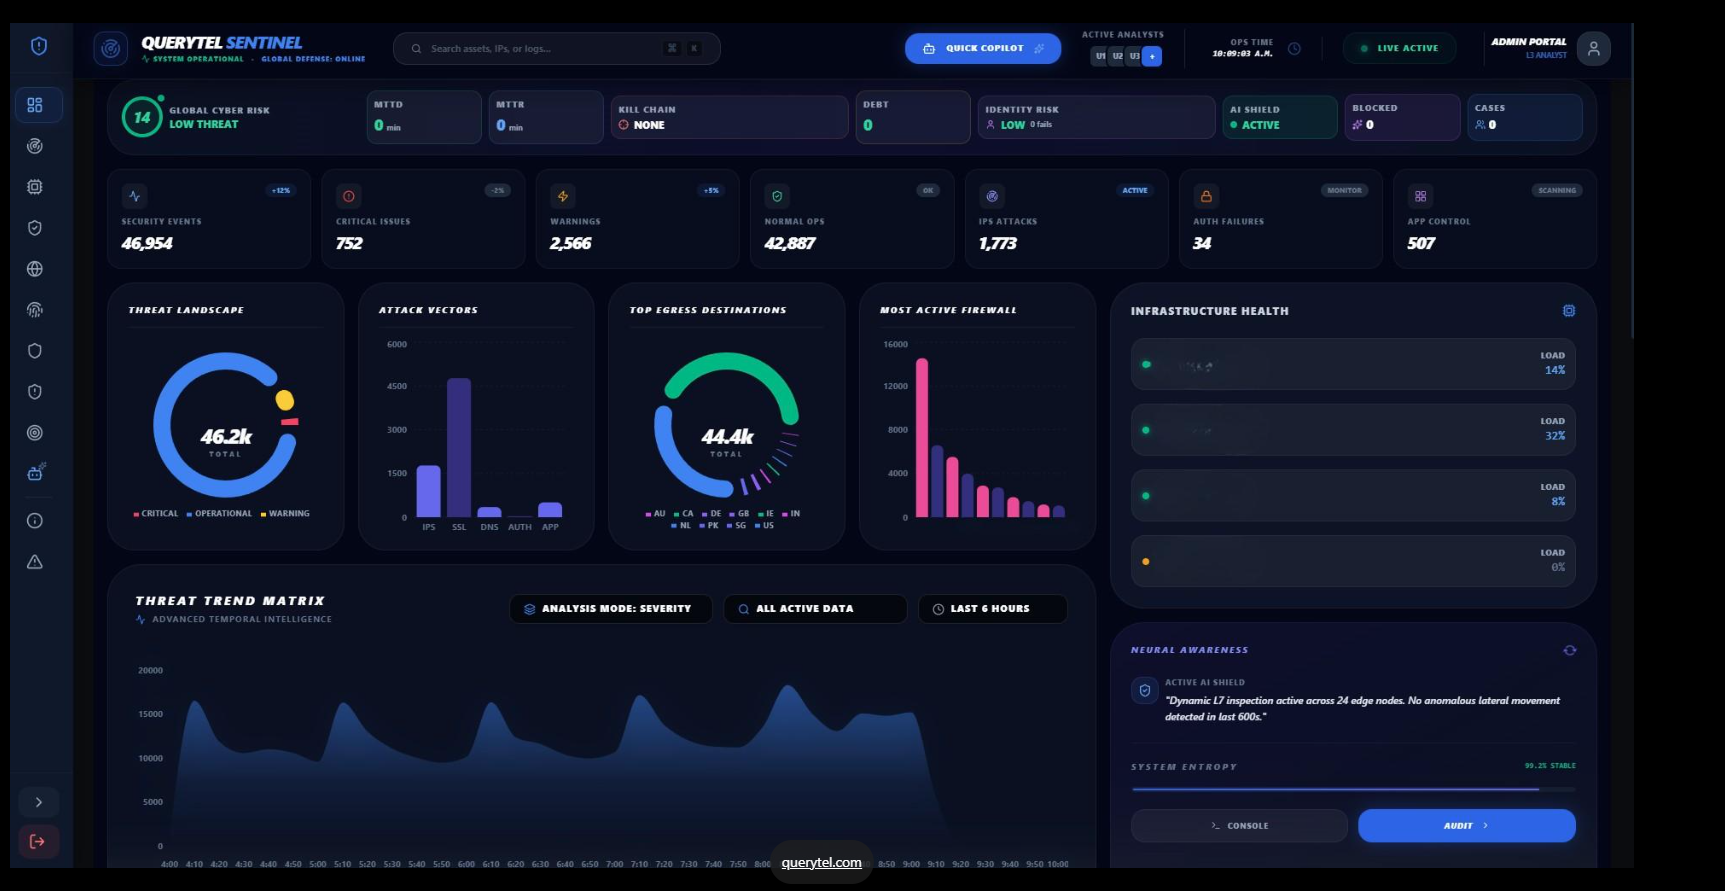 QUERYTEL SENTINEL
SYSTEM OPERATIONAL • GLOBAL DEFENSE: ONLINE
Search assets, IPs, or logs...
⌘ K
QUICK COPILOT
ACTIVE ANALYSTS
U1 U2 U3 +
OPS TIME
10:09:03 A.M.
LIVE ACTIVE
ADMIN PORTAL
L3 ANALYST
14
GLOBAL CYBER RISK
LOW THREAT
MTTD
0 min
MTTR
0 min
KILL CHAIN
NONE
DEBT
0
IDENTITY RISK
LOW 0 fails
AI SHIELD
ACTIVE
BLOCKED
0
CASES
0
+12%
SECURITY EVENTS
46,954
-2%
CRITICAL ISSUES
752
+5%
WARNINGS
2,566
OK
NORMAL OPS
42,887
ACTIVE
IPS ATTACKS
1,773
MONITOR
AUTH FAILURES
34
SCANNING
APP CONTROL
507
THREAT LANDSCAPE
46.2k
TOTAL
CRITICAL OPERATIONAL WARNING
ATTACK VECTORS
6000
4500
3000
1500
0
IPS SSL DNS AUTH APP
TOP EGRESS DESTINATIONS
44.4k
TOTAL
AU CA DE GB IE IN
NL PK SG US
MOST ACTIVE FIREWALL
16000
12000
8000
4000
0
INFRASTRUCTURE HEALTH
LOAD
14%
LOAD
32%
LOAD
8%
LOAD
0%
THREAT TREND MATRIX
ADVANCED TEMPORAL INTELLIGENCE
ANALYSIS MODE: SEVERITY
ALL ACTIVE DATA
LAST 6 HOURS
20000
15000
10000
5000
0
4:00 4:10 4:20 4:30 4:40 4:50 5:00 5:10 5:20 5:30 5:40 5:50 6:00 6:10 6:20 6:30 6:40 6:50 7:00 7:10 7:20 7:30 7:40 7:50 8:00 8:50 9:00 9:10 9:20 9:30 9:40 9:50 10:00
NEURAL AWARENESS
ACTIVE AI SHIELD
"Dynamic L7 inspection active across 24 edge nodes. No anomalous lateral movement
detected in last 600s."
SYSTEM ENTROPY
99.2% STABLE
>_ CONSOLE
AUDIT >
querytel.com